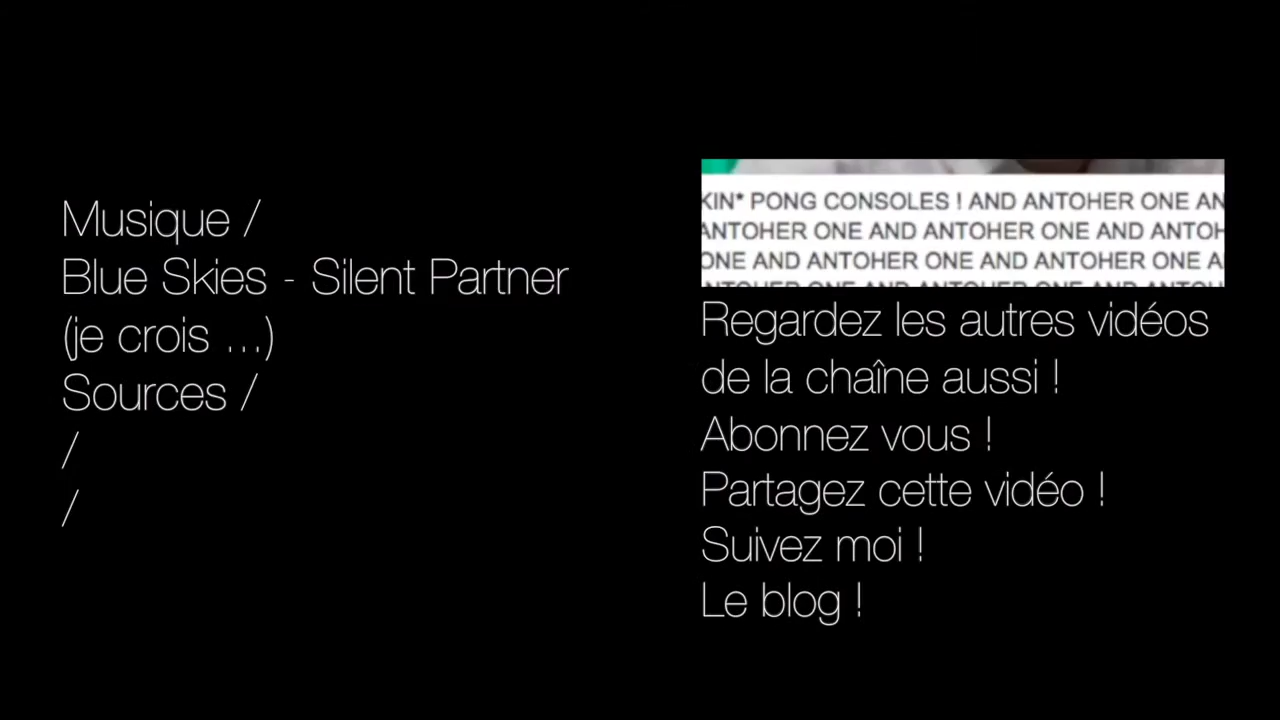 Musique /
Blue Skies - Silent Partner
(je crois ...)
Sources /
/
/
KIN* PONG CONSOLES ! AND ANTOHER ONE AN
ANTOHER ONE AND ANTOHER ONE AND ANTOH
ONE AND ANTOHER ONE AND ANTOHER ONE A
Regardez les autres vidéos
de la chaîne aussi !
Abonnez vous !
Partagez cette vidéo !
Suivez moi !
Le blog !